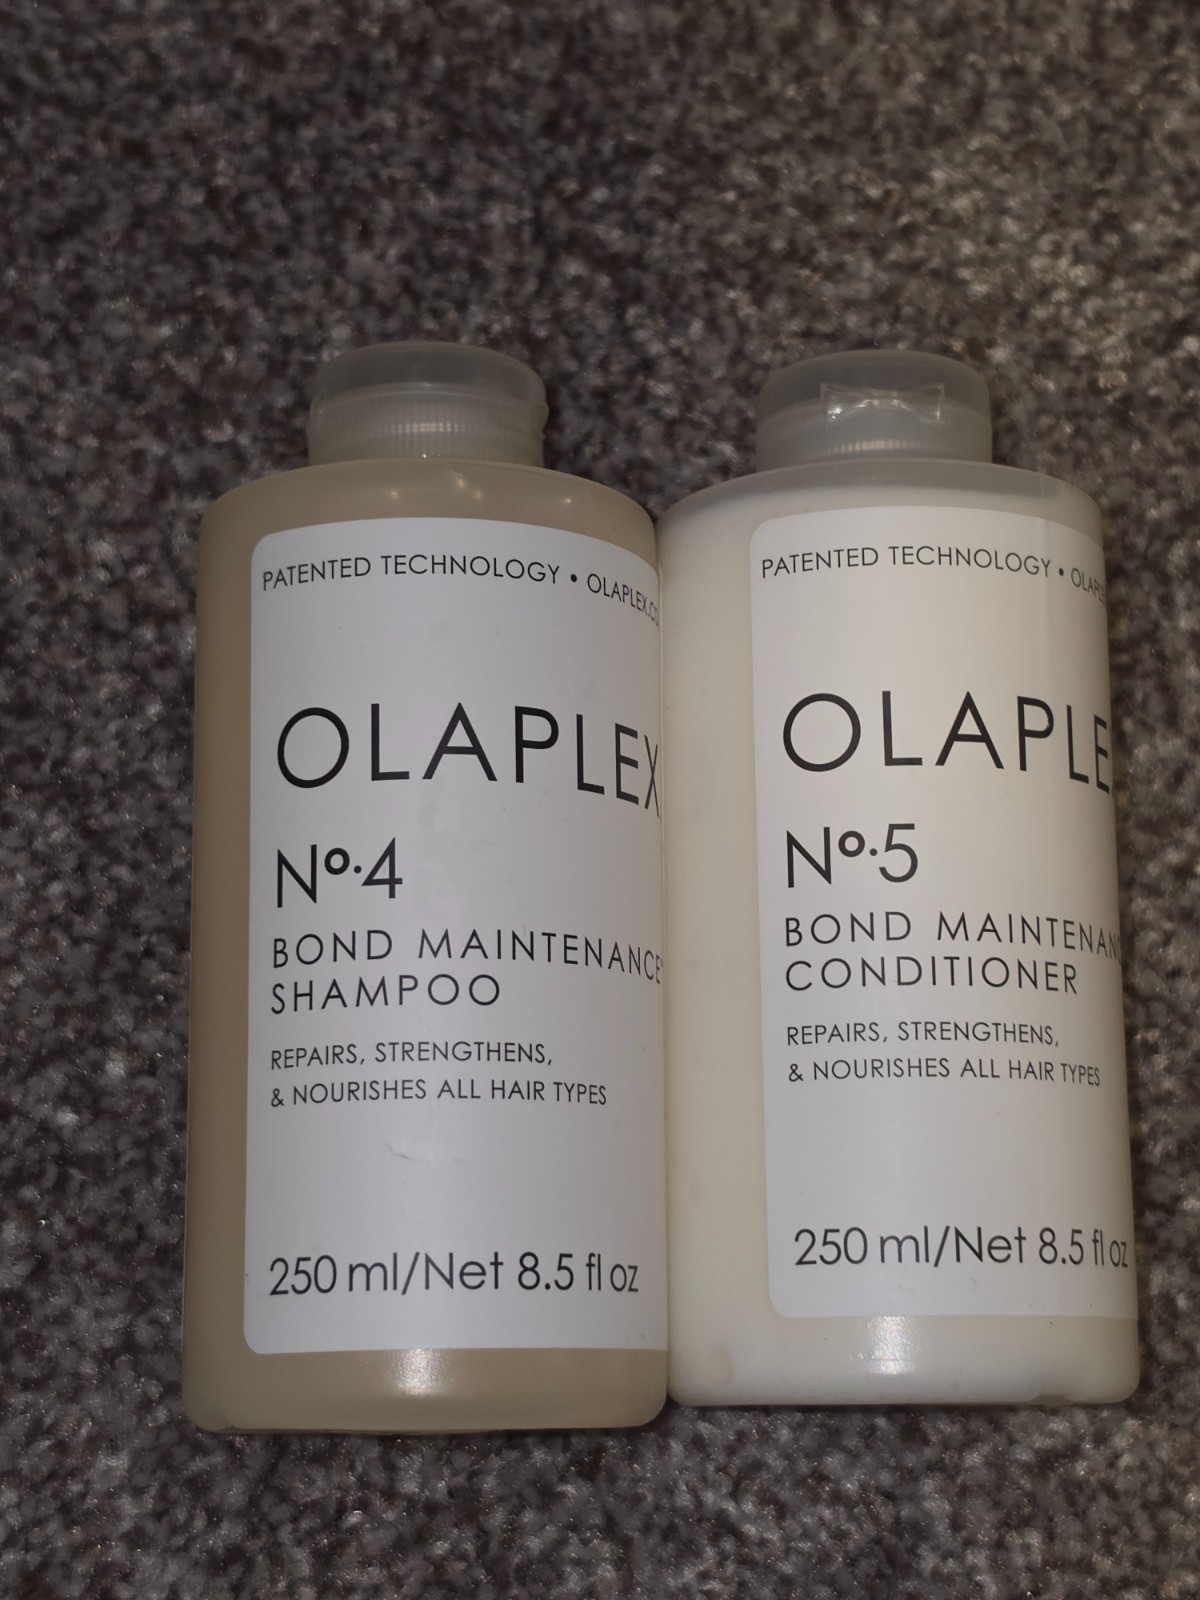 PATENTED TECHNOLOGY • OLAPLEX.CO
OLAPLEX
Nº.4
BOND MAINTENANCE
SHAMPOO
REPAIRS, STRENGTHENS,
& NOURISHES ALL HAIR TYPES
250 ml/Net 8.5 fl oz
PATENTED TECHNOLOGY • OLAPLE
OLAPLE
Nº.5
BOND MAINTENANC
CONDITIONER
REPAIRS, STRENGTHENS,
& NOURISHES ALL HAIR TYPES
250 ml/Net 8.5 fl oz